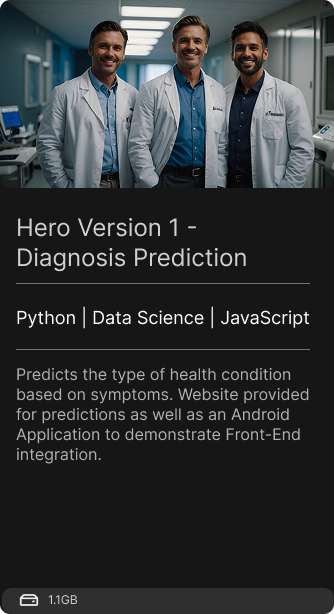 Hero Version 1 -
Diagnosis Prediction
Python | Data Science | JavaScript
Predicts the type of health condition
based on symptoms. Website provided
for predictions as well as an Android
Application to demonstrate Front-End
integration.
1.1GB